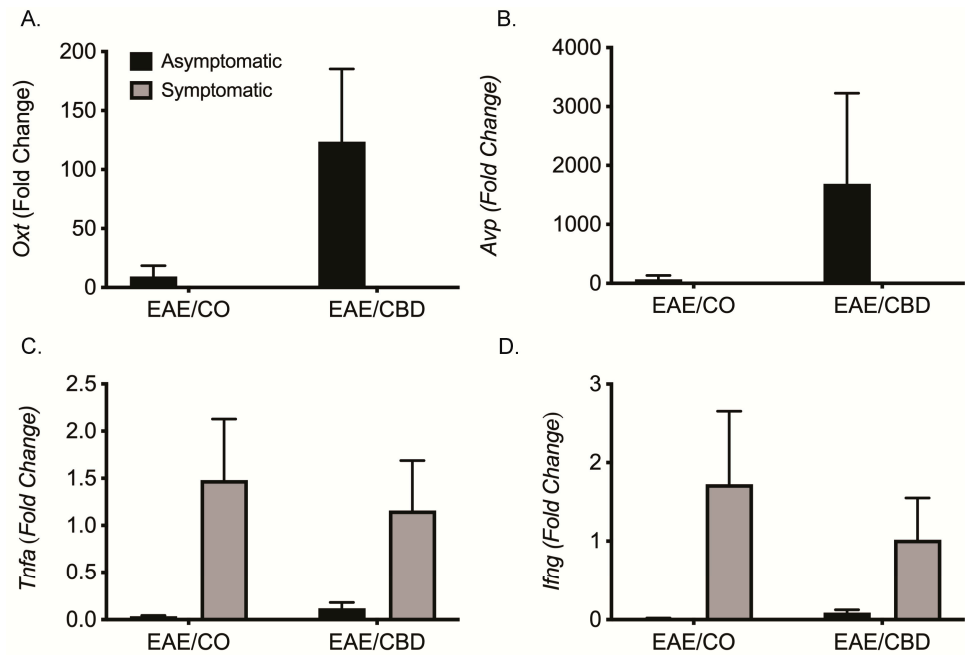 A.
Oxt (Fold Change)
200
150
100
50
0
Asymptomatic
Symptomatic
EAE/CO
EAE/CBD
B.
Avp (Fold Change)
4000
3000
2000
1000
0
EAE/CO
EAE/CBD
C.
Tnfa (Fold Change)
2.5
2.0
1.5
1.0
0.5
0.0
EAE/CO
EAE/CBD
D.
Ifng (Fold Change)
3
2
1
0
EAE/CO
EAE/CBD